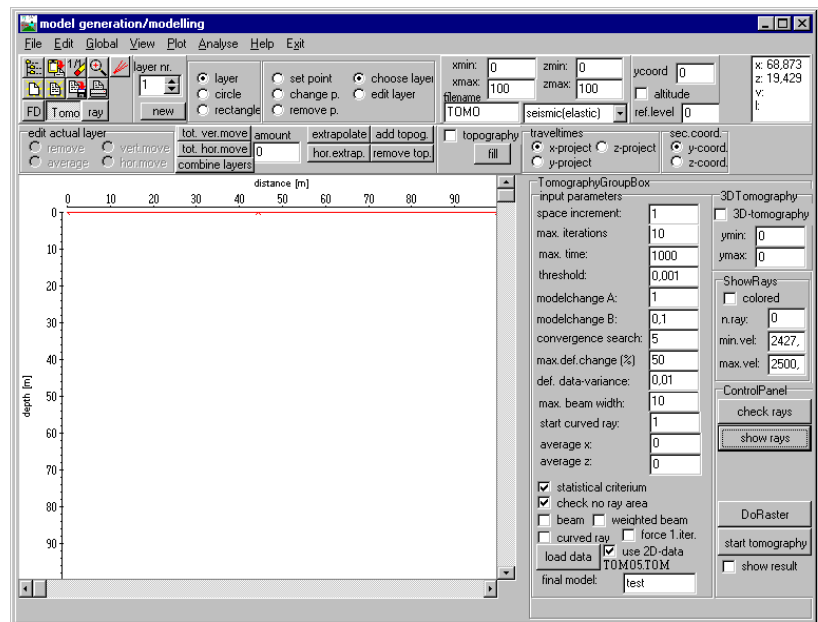 model generation/modelling
File Edit Global View Plot Analyse Help Exit
layer nr.
1
new
FD Tomo ray
layer
circle
rectangle
set point
change p.
remove p.
choose layer
edit layer
xmin: 0
xmax: 100
zmin: 0
zmax: 100
filename
TOMO
seismic(elastic)
ycoord 0
altitude
ref.level 0
x: 68,873
z: 19,429
v:
l:
edit actual layer
remove vert.move
average hor.move
tot. ver.move
tot. hor.move
combine layers
amount
0
extrapolate add topog.
hor.extrap. remove top.
topography
fill
traveltimes
x-project z-project
y-project
sec.coord.
y-coord.
z-coord.
distance [m]
0 10 20 30 40 50 60 70 80 90
0
10
20
30
40
50
60
70
80
90
depth [m]
TomographyGroupBox
input parameters
space increment: 1
max. iterations 10
max. time: 1000
threshold: 0,001
modelchange A: 1
modelchange B: 0,1
convergence search: 5
max.def.change (%) 50
def. data-variance: 0,01
max. beam width: 10
start curved ray: 1
average x: 0
average z: 0
statistical criterium
check no ray area
beam weighted beam
curved ray force 1.iter.
load data use 2D-data
TOMO5.TOM
final model: test
3DTomography
3D-tomography
ymin: 0
ymax: 0
ShowRays
colored
n.ray: 0
min.vel: 2427,
max.vel: 2500,
ControlPanel
check rays
show rays
DoRaster
start tomography
show result